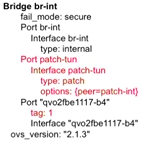 Bridge br-int
fail_mode: secure
Port br-int
Interface br-int
type: internal
Port patch-tun
Interface patch-tun
type: patch
options: {peer=patch-int}
Port "qvo2fbe1117-b4"
tag: 1
Interface "qvo2fbe1117-b4"
ovs_version: "2.1.3"